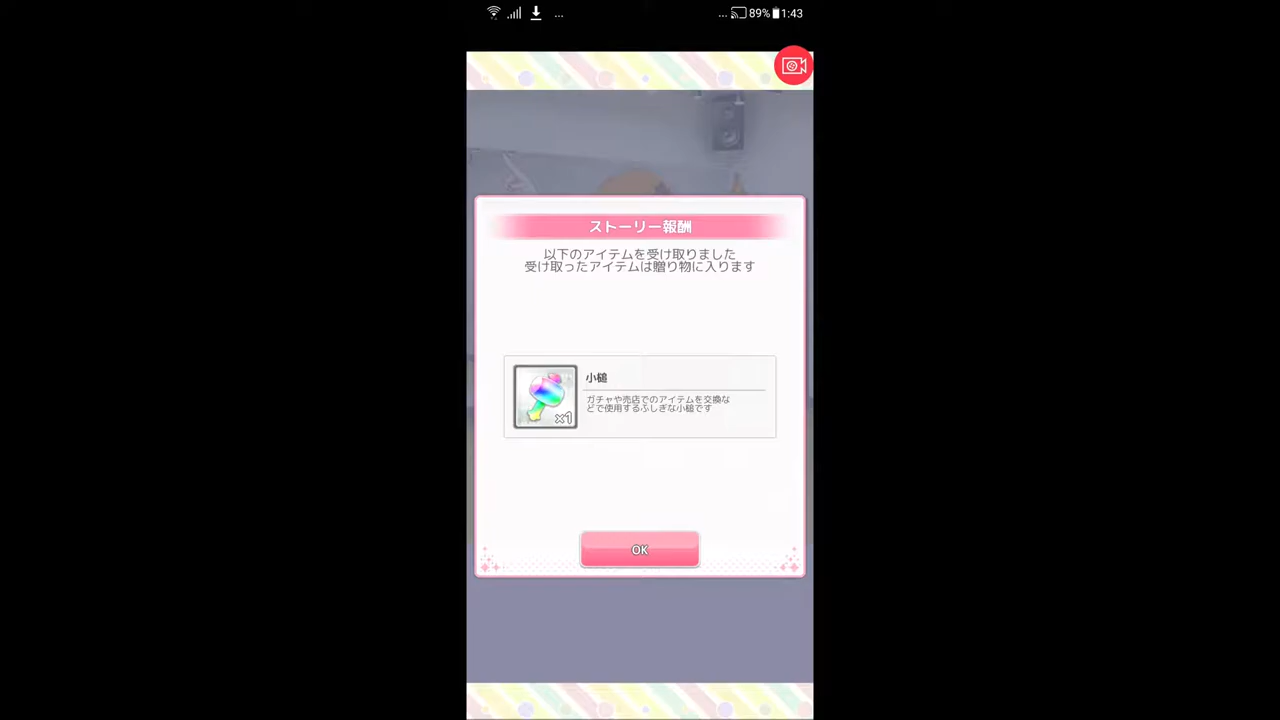 ...
... 89% 1:43
ストーリー報酬
以下のアイテムを受け取りました
受け取ったアイテムは贈り物に入ります
小槌
ガチャや売店でのアイテムを交換な
どで使用するふしぎな小槌です
×1
OK